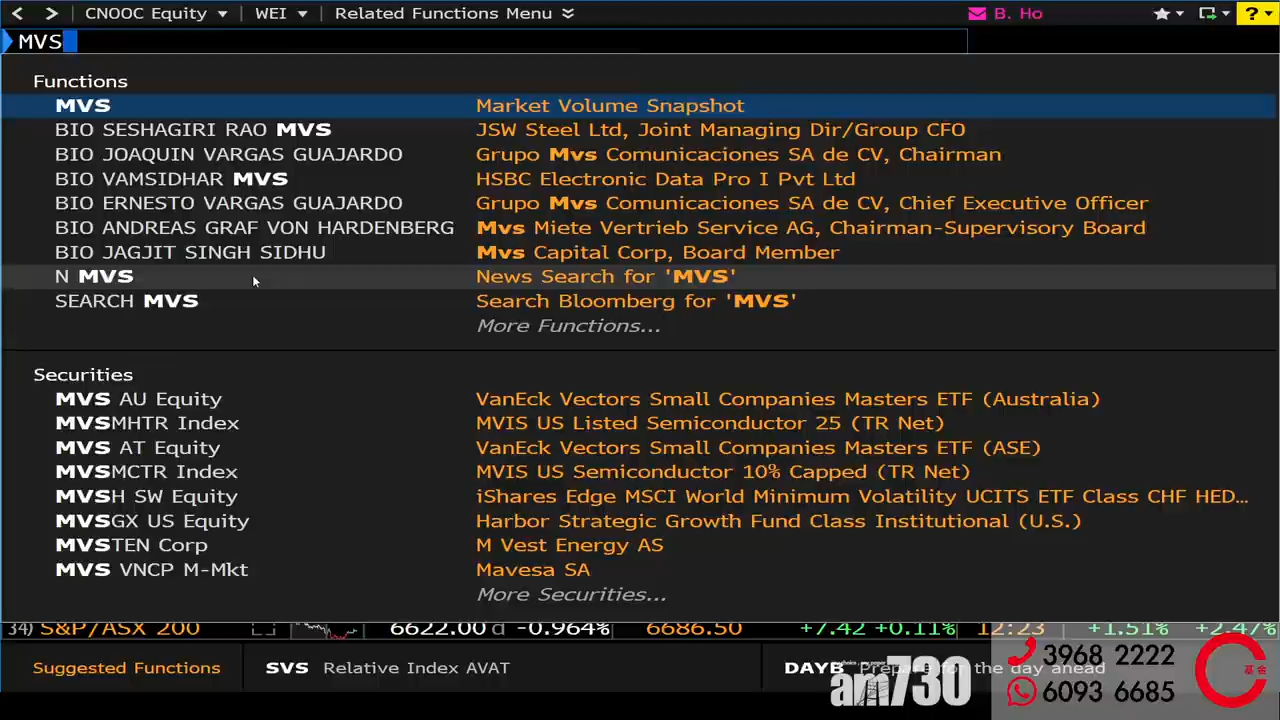 < > CNOOC Equity WEI Related Functions Menu B. Ho ?
MVS
Functions
MVS Market Volume Snapshot
BIO SESHAGIRI RAO MVS JSW Steel Ltd, Joint Managing Dir/Group CFO
BIO JOAQUIN VARGAS GUAJARDO Grupo Mvs Comunicaciones SA de CV, Chairman
BIO VAMSIDHAR MVS HSBC Electronic Data Pro I Pvt Ltd
BIO ERNESTO VARGAS GUAJARDO Grupo Mvs Comunicaciones SA de CV, Chief Executive Officer
BIO ANDREAS GRAF VON HARDENBERG Mvs Miete Vertrieb Service AG, Chairman-Supervisory Board
BIO JAGJIT SINGH SIDHU Mvs Capital Corp, Board Member
N MVS News Search for 'MVS'
SEARCH MVS Search Bloomberg for 'MVS'
More Functions...
Securities
MVS AU Equity VanEck Vectors Small Companies Masters ETF (Australia)
MVSMHTR Index MVIS US Listed Semiconductor 25 (TR Net)
MVS AT Equity VanEck Vectors Small Companies Masters ETF (ASE)
MVSMCTR Index MVIS US Semiconductor 10% Capped (TR Net)
MVSH SW Equity iShares Edge MSCI World Minimum Volatility UCITS ETF Class CHF HED...
MVSGX US Equity Harbor Strategic Growth Fund Class Institutional (U.S.)
MVSTEN Corp M Vest Energy AS
MVS VNCP M-Mkt Mavesa SA
More Securities...
34) S&P/ASX 200 6622.00 d -0.964% 6686.50 +7.42 +0.11% 12:23 +1.51% +2.47%
Suggested Functions SVS Relative Index AVAT DAYB Prepare for the day ahead
am730
3968 2222
6093 6685
基金